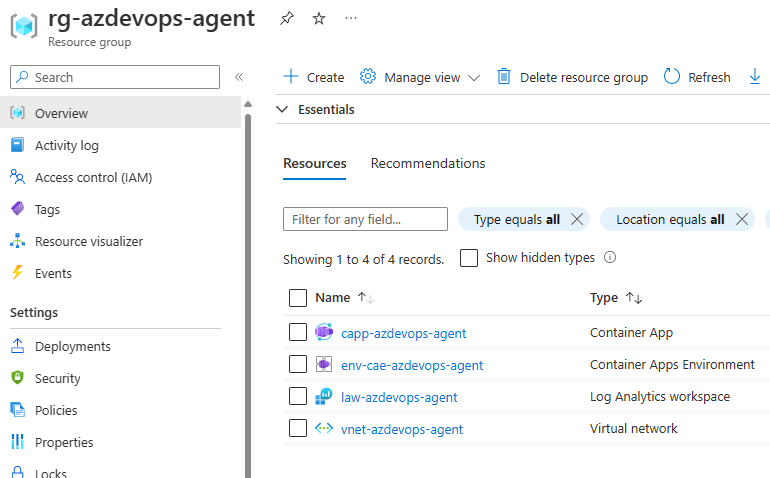 rg-azdevops-agent
Resource group
Search
Overview
Activity log
Access control (IAM)
Tags
Resource visualizer
Events
Settings
Deployments
Security
Policies
Properties
Locks
Create Manage view Delete resource group Refresh
Essentials
Resources Recommendations
Filter for any field... Type equals all Location equals all
Showing 1 to 4 of 4 records. Show hidden types
Name Type
capp-azdevops-agent Container App
env-cae-azdevops-agent Container Apps Environment
law-azdevops-agent Log Analytics workspace
vnet-azdevops-agent Virtual network